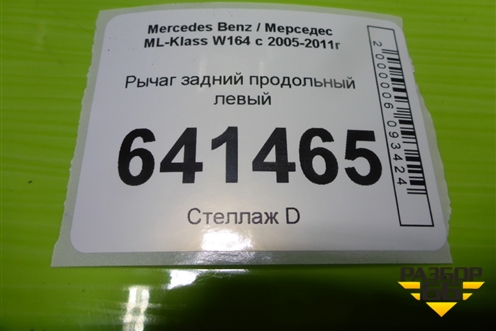 Mercedes Benz / Мерседес
ML-Klass W164 с 2005-2011г
Рычаг задний продольный
левый
641465
Стеллаж D
2000006093424
РАЗБОР